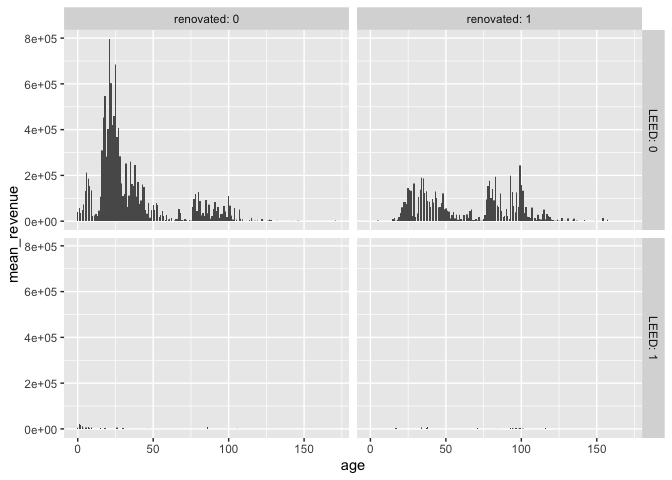 renovated: 0
renovated: 1
8e+05
6e+05
4e+05
2e+05
0e+00
LEED: 0
8e+05
6e+05
4e+05
2e+05
0e+00
LEED: 1
mean_revenue
0
50
100
150
0
50
100
150
age